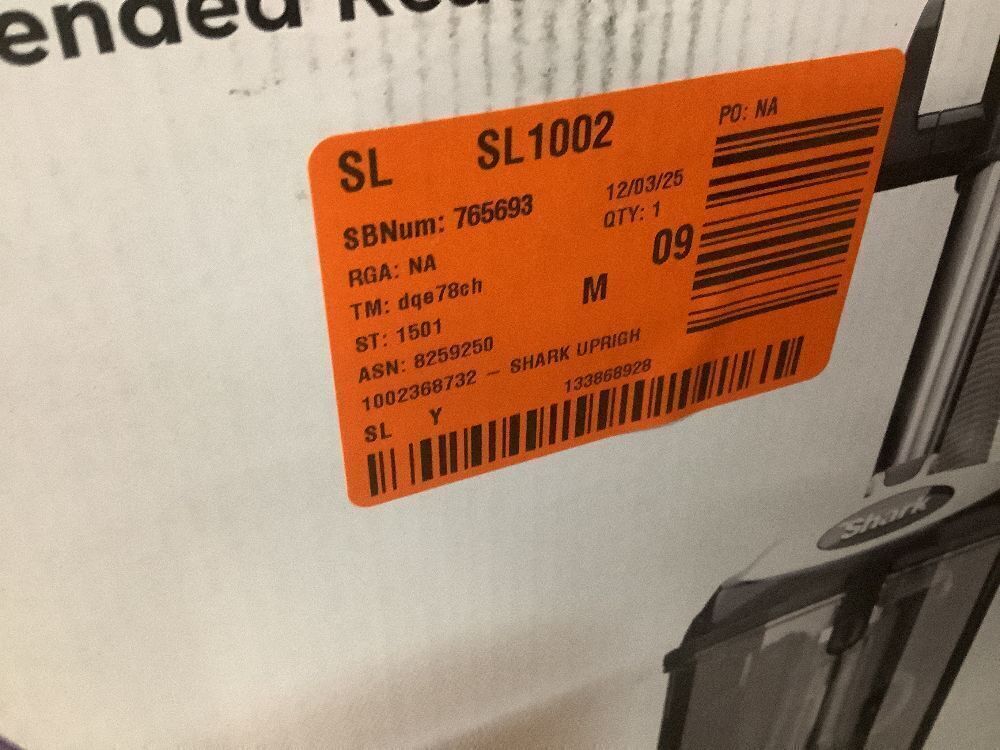 ended
SL SL1002 PO: NA
SBNum: 765693 12/03/25
RGA: NA QTY: 1
TM: dqe78eh M 09
ST: 1501
ASN: 8259250
1002368732 – SHARK UPRIGH
SL Y 133868928
Shark